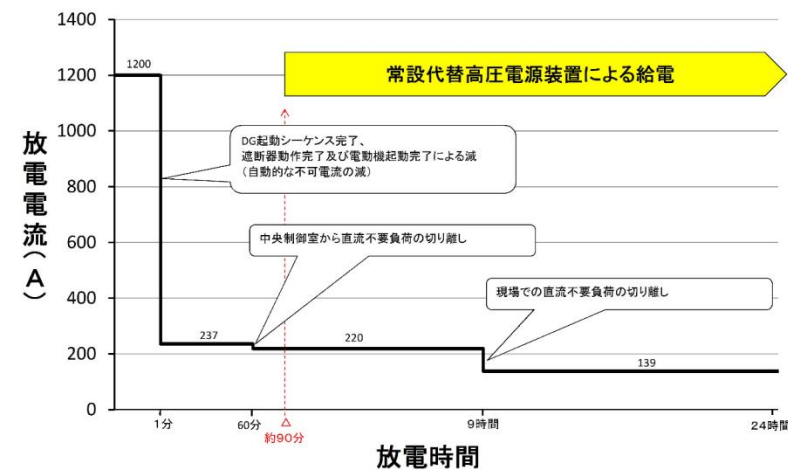 1400
1200
1000
800
600
400
200
0
放電電流(A)
1200
常設代替高圧電源装置による給電
DG起動シーケンス完了、
遮断器動作完了及び電動機起動完了による減
(自動的な不可電流の減)
中央制御室から直流不要負荷の切り離し
現場での直流不要負荷の切り離し
237
220
139
1分
60分
約90分
9時間
24時間
放電時間